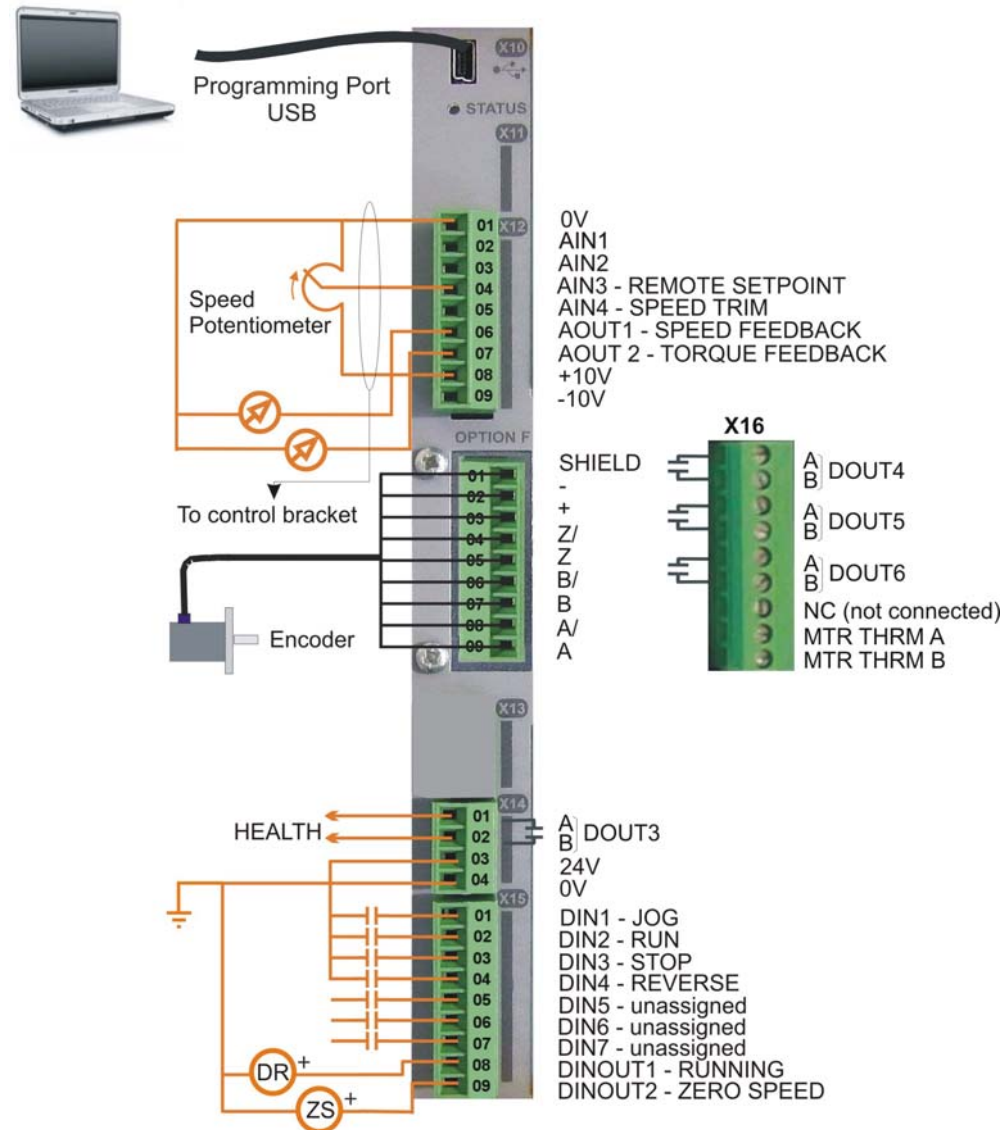 X10
Programming Port
USB
STATUS
X11
X12
01 0V
02 AIN1
03 AIN2
04 AIN3 - REMOTE SETPOINT
05 AIN4 - SPEED TRIM
06 AOUT1 - SPEED FEEDBACK
07 AOUT 2 - TORQUE FEEDBACK
08 +10V
09 -10V
Speed
Potentiometer
To control bracket
Encoder
OPTION F
01 SHIELD
02 -
03 +
04 Z/
05 Z
06 B/
07 B
08 A/
09 A
X16
A
B DOUT4
A
B DOUT5
A
B DOUT6
NC (not connected)
MTR THRM A
MTR THRM B
X13
X14
HEALTH
01 A
02 B DOUT3
03 24V
04 0V
X15
01 DIN1 - JOG
02 DIN2 - RUN
03 DIN3 - STOP
04 DIN4 - REVERSE
05 DIN5 - unassigned
06 DIN6 - unassigned
07 DIN7 - unassigned
08 DINOUT1 - RUNNING
09 DINOUT2 - ZERO SPEED
DR +
ZS +